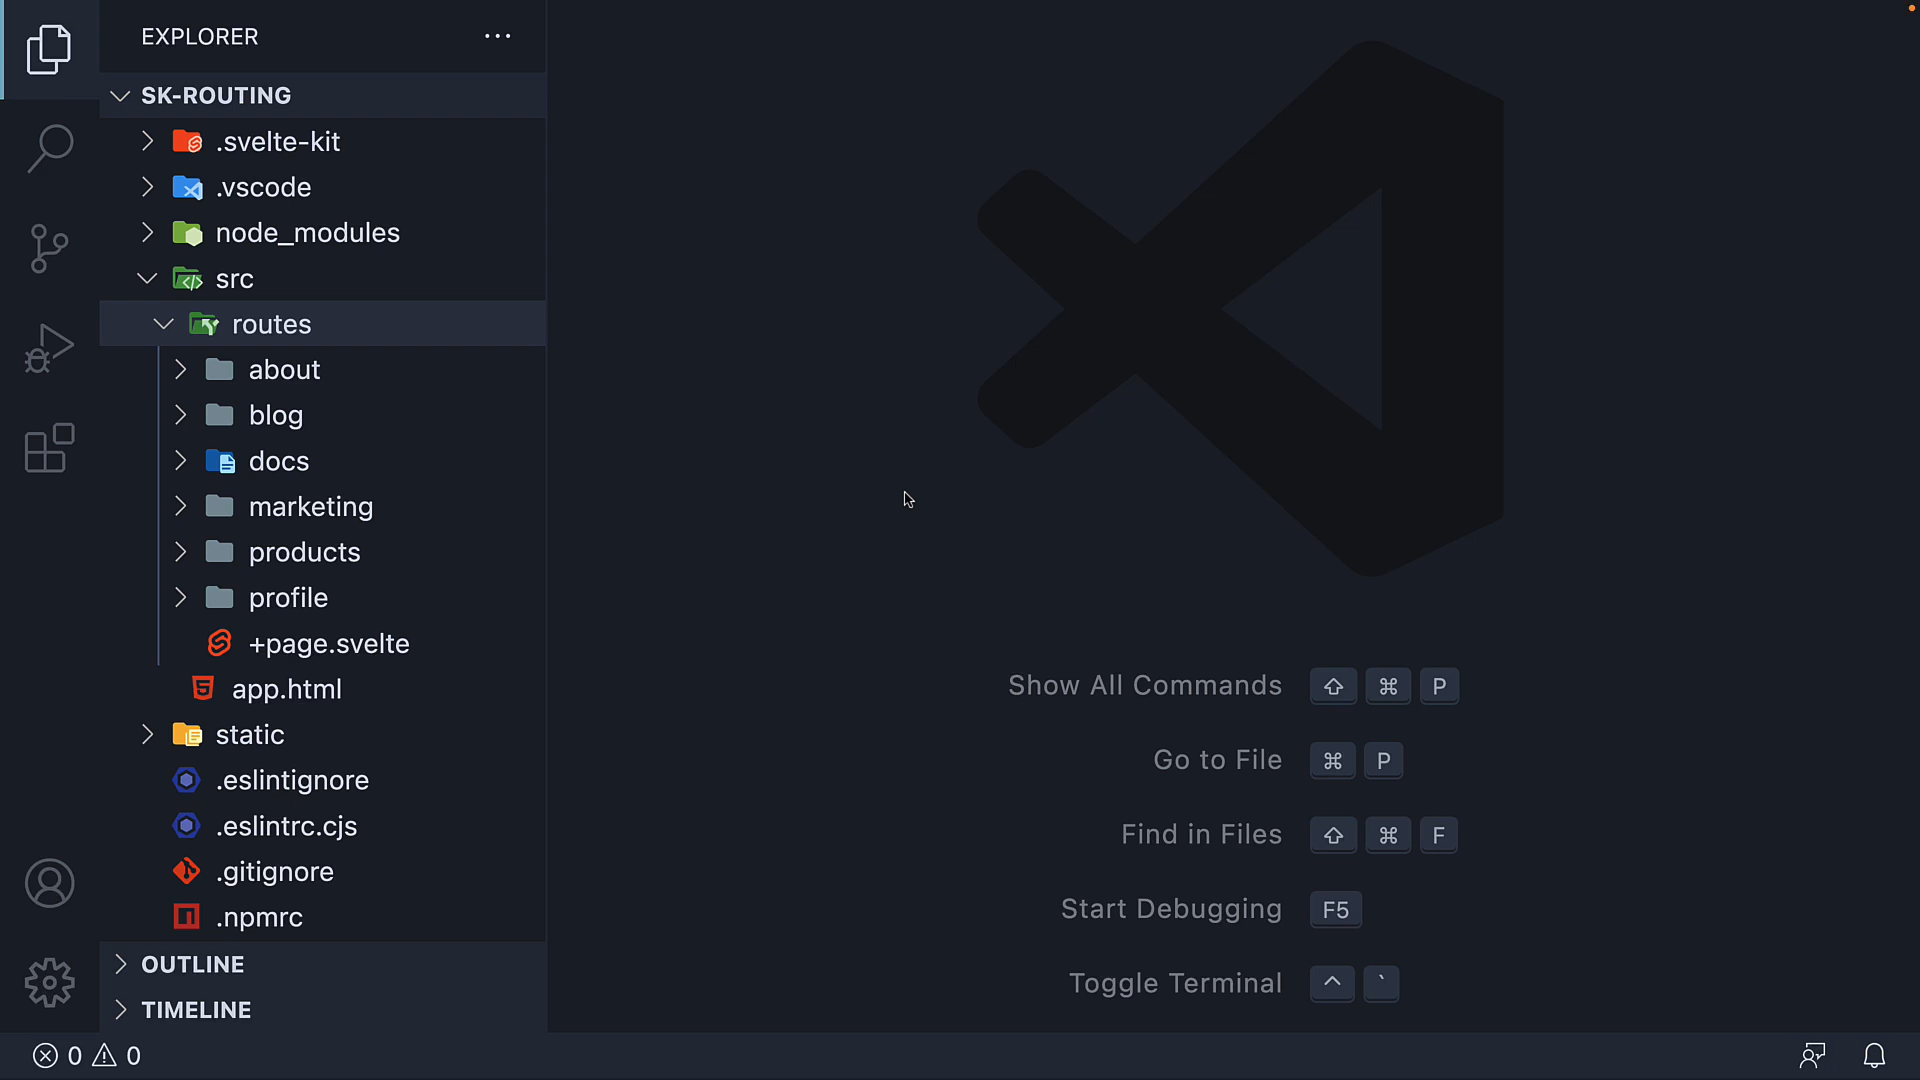 EXPLORER
SK-ROUTING
.svelte-kit
.vscode
node_modules
src
routes
about
blog
docs
marketing
products
profile
+page.svelte
app.html
static
.eslintignore
.eslintrc.cjs
.gitignore
.npmrc
OUTLINE
TIMELINE
0 0
Show All Commands ⇧ ⌘ P
Go to File ⌘ P
Find in Files ⇧ ⌘ F
Start Debugging F5
Toggle Terminal ^ `